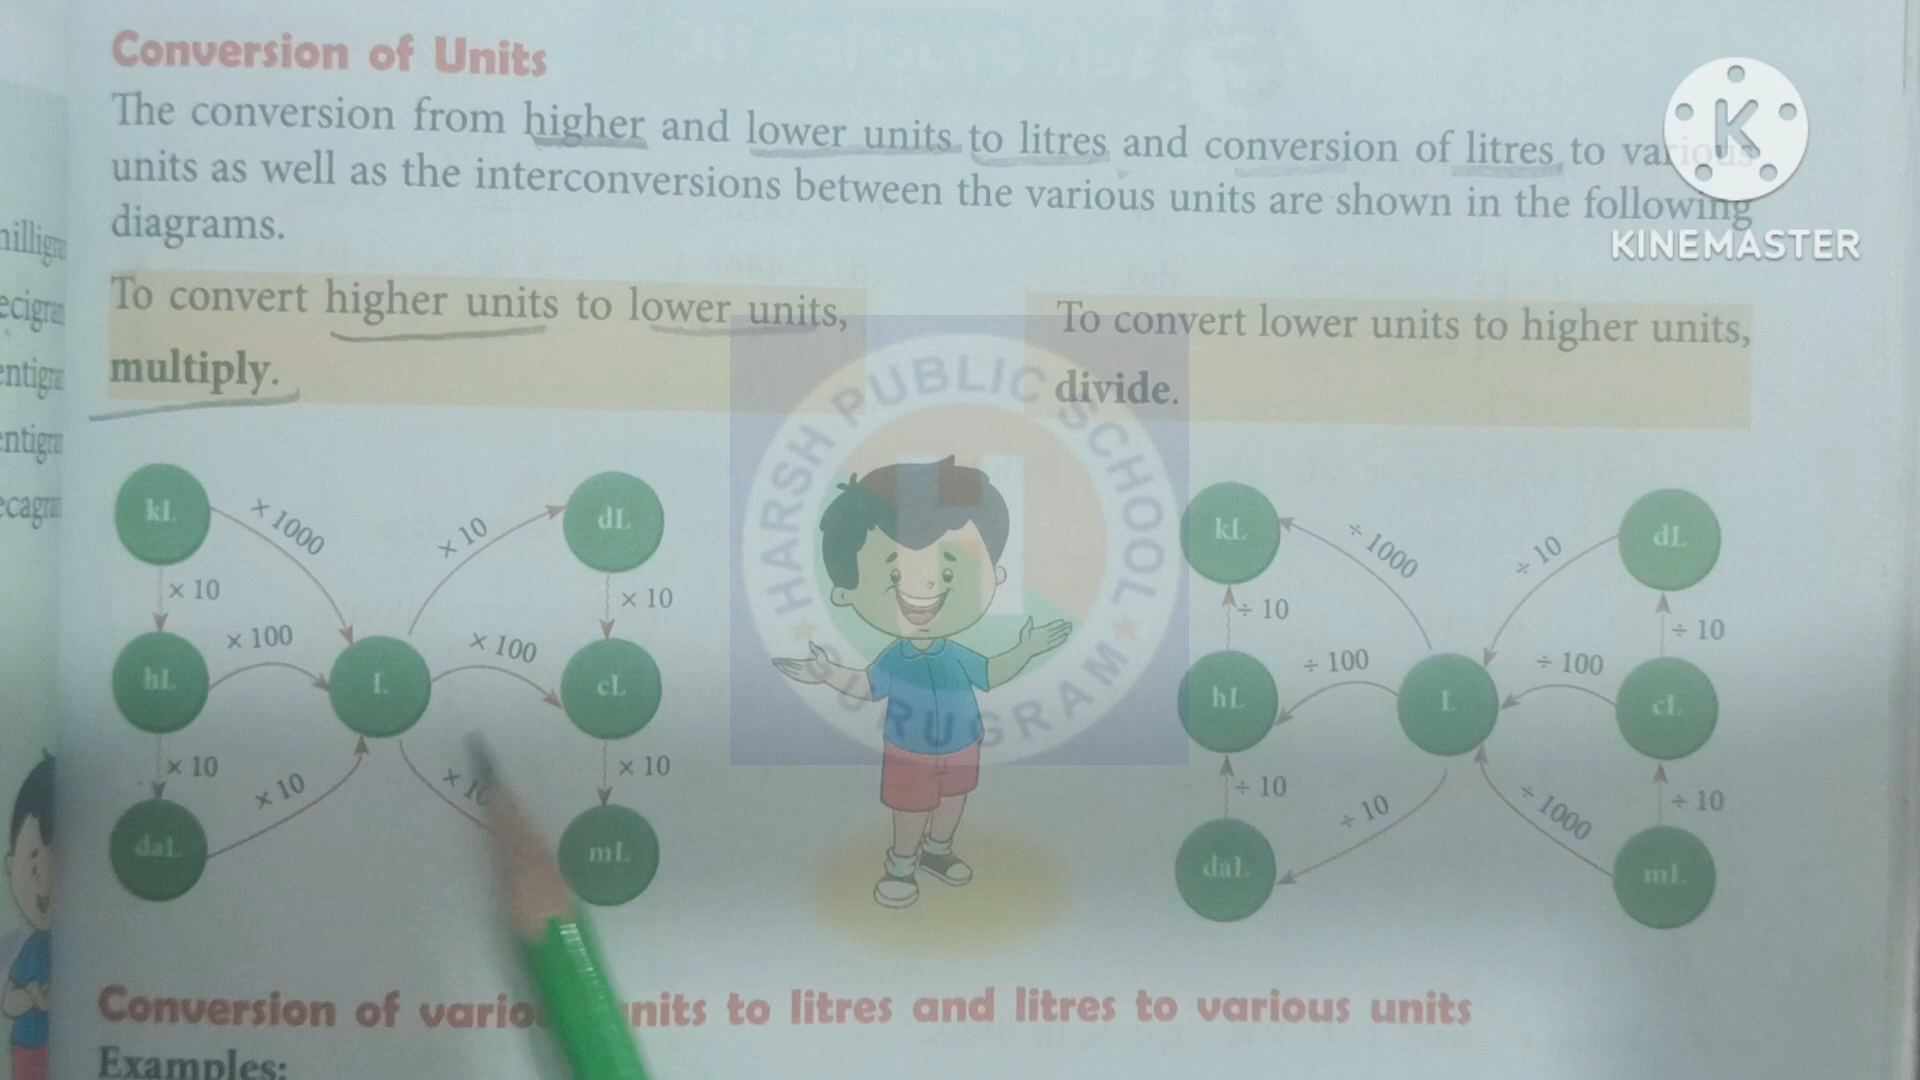 Conversion of Units
The conversion from higher and lower units to litres and conversion of litres to various
units as well as the interconversions between the various units are shown in the following
diagrams.
KINEMASTER
To convert higher units to lower units,
multiply.
To convert lower units to higher units,
divide.
HARSH PUBLIC SCHOOL
GURUGRAM
kL
× 1000
× 10
dL
× 10
× 10
hL
× 100
L
× 100
cL
× 10
× 10
× 10
daL
mL
kL
÷ 1000
÷ 10
dL
÷ 10
÷ 10
hL
÷ 100
L
÷ 100
cL
÷ 10
÷ 10
÷ 1000
÷ 10
daL
mL
Conversion of units to litres and litres to various units
Examples: